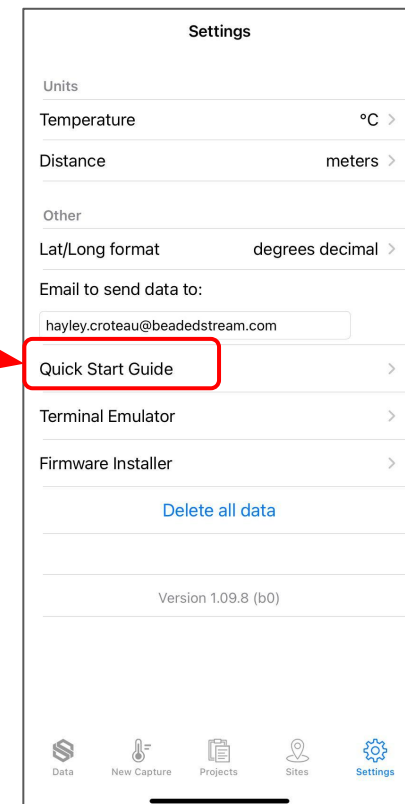 Settings
Units
Temperature °C
Distance meters
Other
Lat/Long format degrees decimal
Email to send data to:
hayley.croteau@beadedstream.com
Quick Start Guide
Terminal Emulator
Firmware Installer
Delete all data
Version 1.09.8 (b0)
Data New Capture Projects Sites Settings